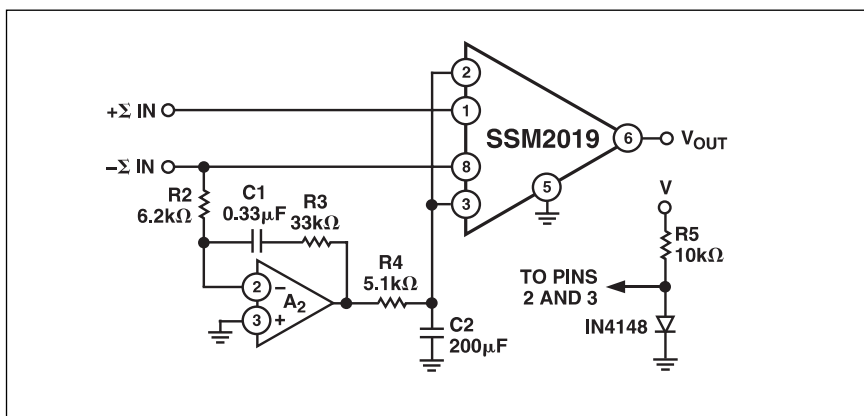 +Σ IN
−Σ IN
R2
6.2kΩ
C1
0.33µF
R3
33kΩ
2
−
A2
3
+
R4
5.1kΩ
C2
200µF
2
1
8
3
SSM2019
5
6
VOUT
V
R5
10kΩ
TO PINS
2 AND 3
IN4148